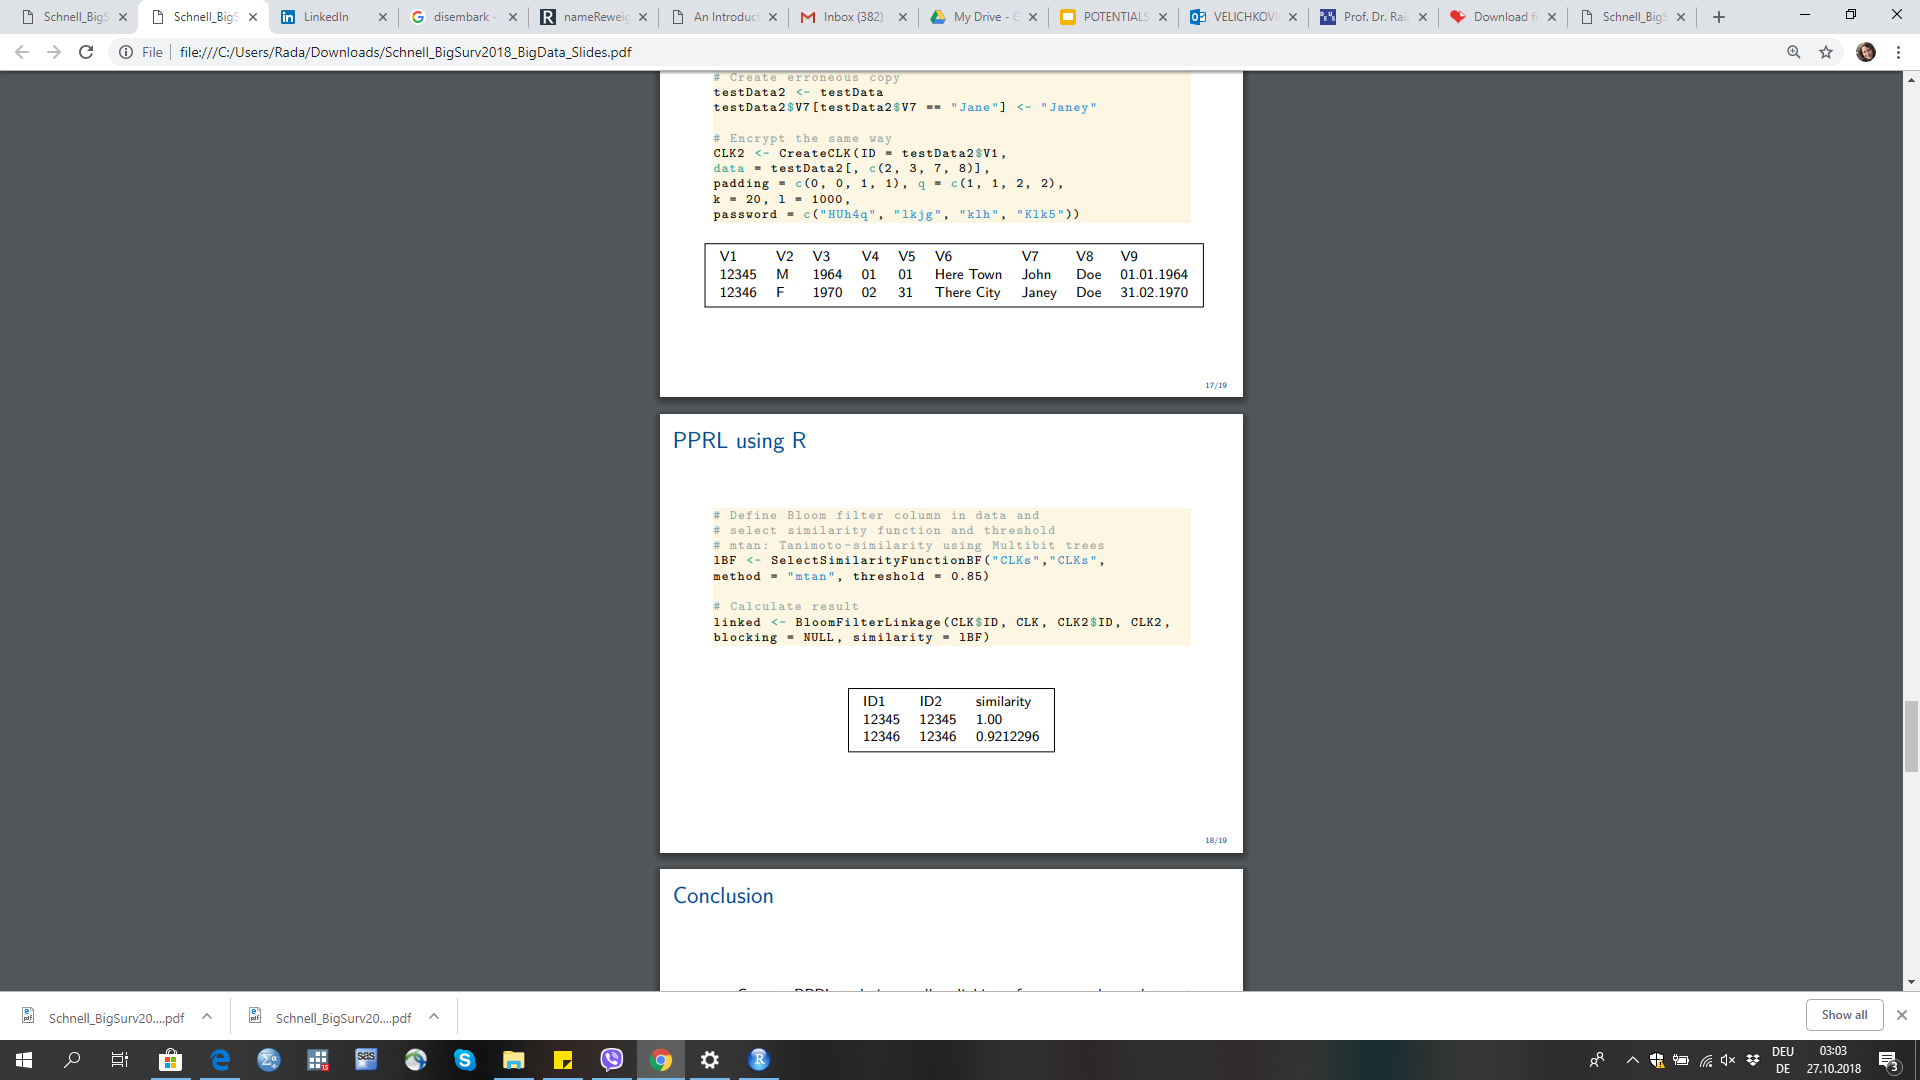 Schnell_BigS
Schnell_BigS
LinkedIn
disembark -
nameReweig
An Introduct
Inbox (382)
My Drive - G
POTENTIALS
VELICHKOVI
Prof. Dr. Rai
Download fi
Schnell_BigS
File
file:///C:/Users/Rada/Downloads/Schnell_BigSurv2018_BigData_Slides.pdf
# Create erroneous copy
testData2 <- testData
testData2$V7[testData2$V7 == "Jane"] <- "Janey"
# Encrypt the same way
CLK2 <- CreateCLK(ID = testData2$V1,
data = testData2[, c(2, 3, 7, 8)],
padding = c(0, 0, 1, 1), q = c(1, 1, 2, 2),
k = 20, l = 1000,
password = c("HUh4q", "lkjg", "klh", "Klk5"))
V1 V2 V3 V4 V5 V6 V7 V8 V9
12345 M 1964 01 01 Here Town John Doe 01.01.1964
12346 F 1970 02 31 There City Janey Doe 31.02.1970
17/19
PPRL using R
# Define Bloom filter column in data and
# select similarity function and threshold
# mtan: Tanimoto-similarity using Multibit trees
lBF <- SelectSimilarityFunctionBF("CLKs","CLKs",
method = "mtan", threshold = 0.85)
# Calculate result
linked <- BloomFilterLinkage(CLK$ID, CLK, CLK2$ID, CLK2,
blocking = NULL, similarity = lBF)
ID1 ID2 similarity
12345 12345 1.00
12346 12346 0.9212296
18/19
Conclusion
Schnell_BigSurv20....pdf
Schnell_BigSurv20....pdf
Show all
DEU
DE
03:03
27.10.2018
3